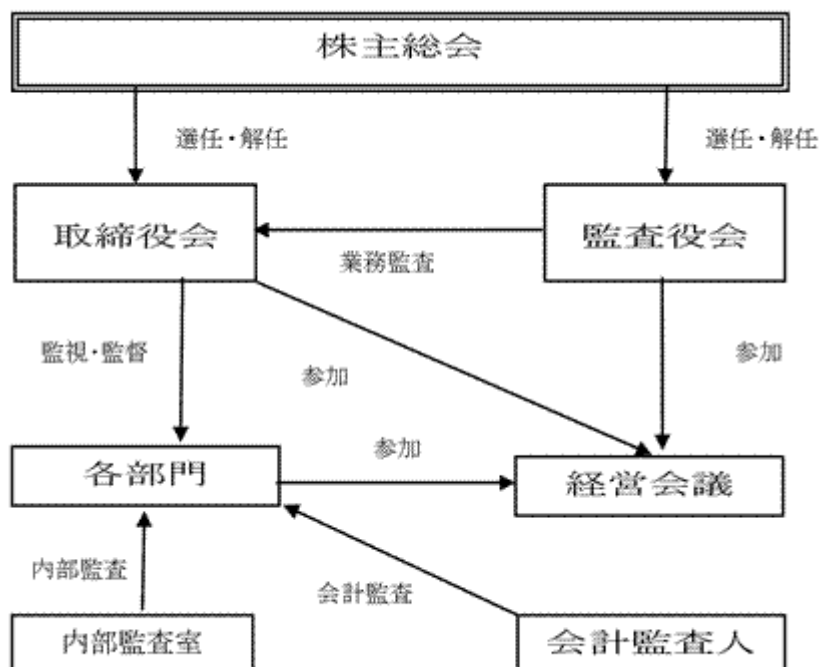 株主総会
選任・解任
選任・解任
取締役会
監査役会
業務監査
監視・監督
参加
参加
参加
各部門
経営会議
内部監査
会計監査
内部監査室
会計監査人